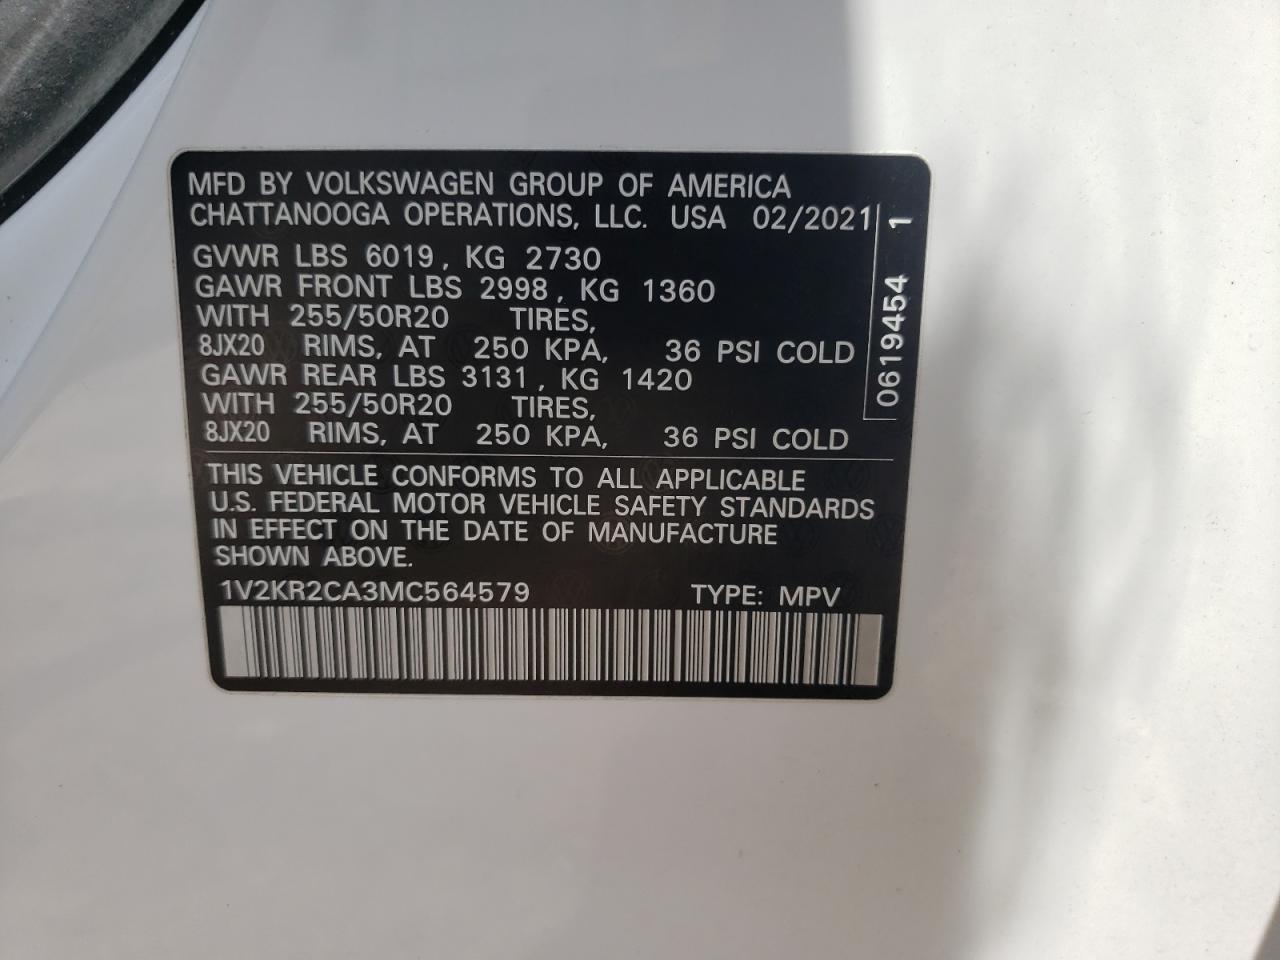 MFD BY VOLKSWAGEN GROUP OF AMERICA
CHATTANOOGA OPERATIONS, LLC. USA 02/2021
GVWR LBS 6019, KG 2730
GAWR FRONT LBS 2998, KG 1360
WITH 255/50R20 TIRES,
8JX20 RIMS, AT 250 KPA, 36 PSI COLD
GAWR REAR LBS 3131, KG 1420
WITH 255/50R20 TIRES,
8JX20 RIMS, AT 250 KPA, 36 PSI COLD
0619454 1
THIS VEHICLE CONFORMS TO ALL APPLICABLE
U.S. FEDERAL MOTOR VEHICLE SAFETY STANDARDS
IN EFFECT ON THE DATE OF MANUFACTURE
SHOWN ABOVE.
1V2KR2CA3MC564579 TYPE: MPV